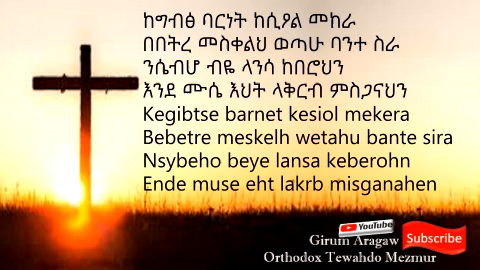 ከግብፅ ባርነት ከሲዖል መከራ
በበትረ መስቀልህ ወጣሁ ባንተ ስራ
ንሴብሆ ብዬ ላንሳ ከበሮህን
እንደ ሙሴ እህት ላቅርብ ምስጋናህን
Kegibtse barnet kesiol mekera
Bebetre meskelh wetahu bante sira
Nsybeho beye lansa keberohn
Ende muse eht lakrb misganahen
YouTube
Girum Aragaw Subscribe
Orthodox Tewahdo Mezmur